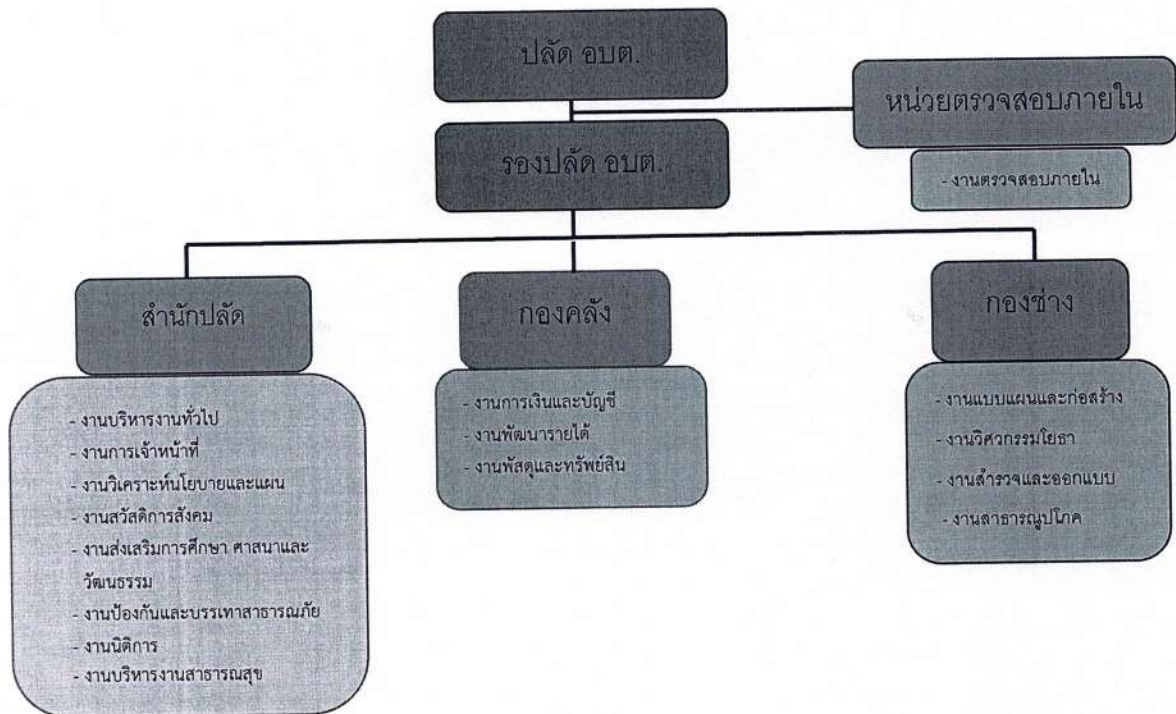 ปลัด อบต.
หน่วยตรวจสอบภายใน
รองปลัด อบต.
- งานตรวจสอบภายใน
สำนักปลัด
- งานบริหารงานทั่วไป
- งานการเจ้าหน้าที่
- งานวิเคราะห์นโยบายและแผน
- งานสวัสดิการสังคม
- งานส่งเสริมการศึกษา ศาสนาและ
วัฒนธรรม
- งานป้องกันและบรรเทาสาธารณภัย
- งานนิติการ
- งานบริหารงานสาธารณสุข
กองคลัง
- งานการเงินและบัญชี
- งานพัฒนารายได้
- งานพัสดุและทรัพย์สิน
กองช่าง
- งานแบบแผนและก่อสร้าง
- งานวิศวกรรมโยธา
- งานสำรวจและออกแบบ
- งานสาธารณูปโภค